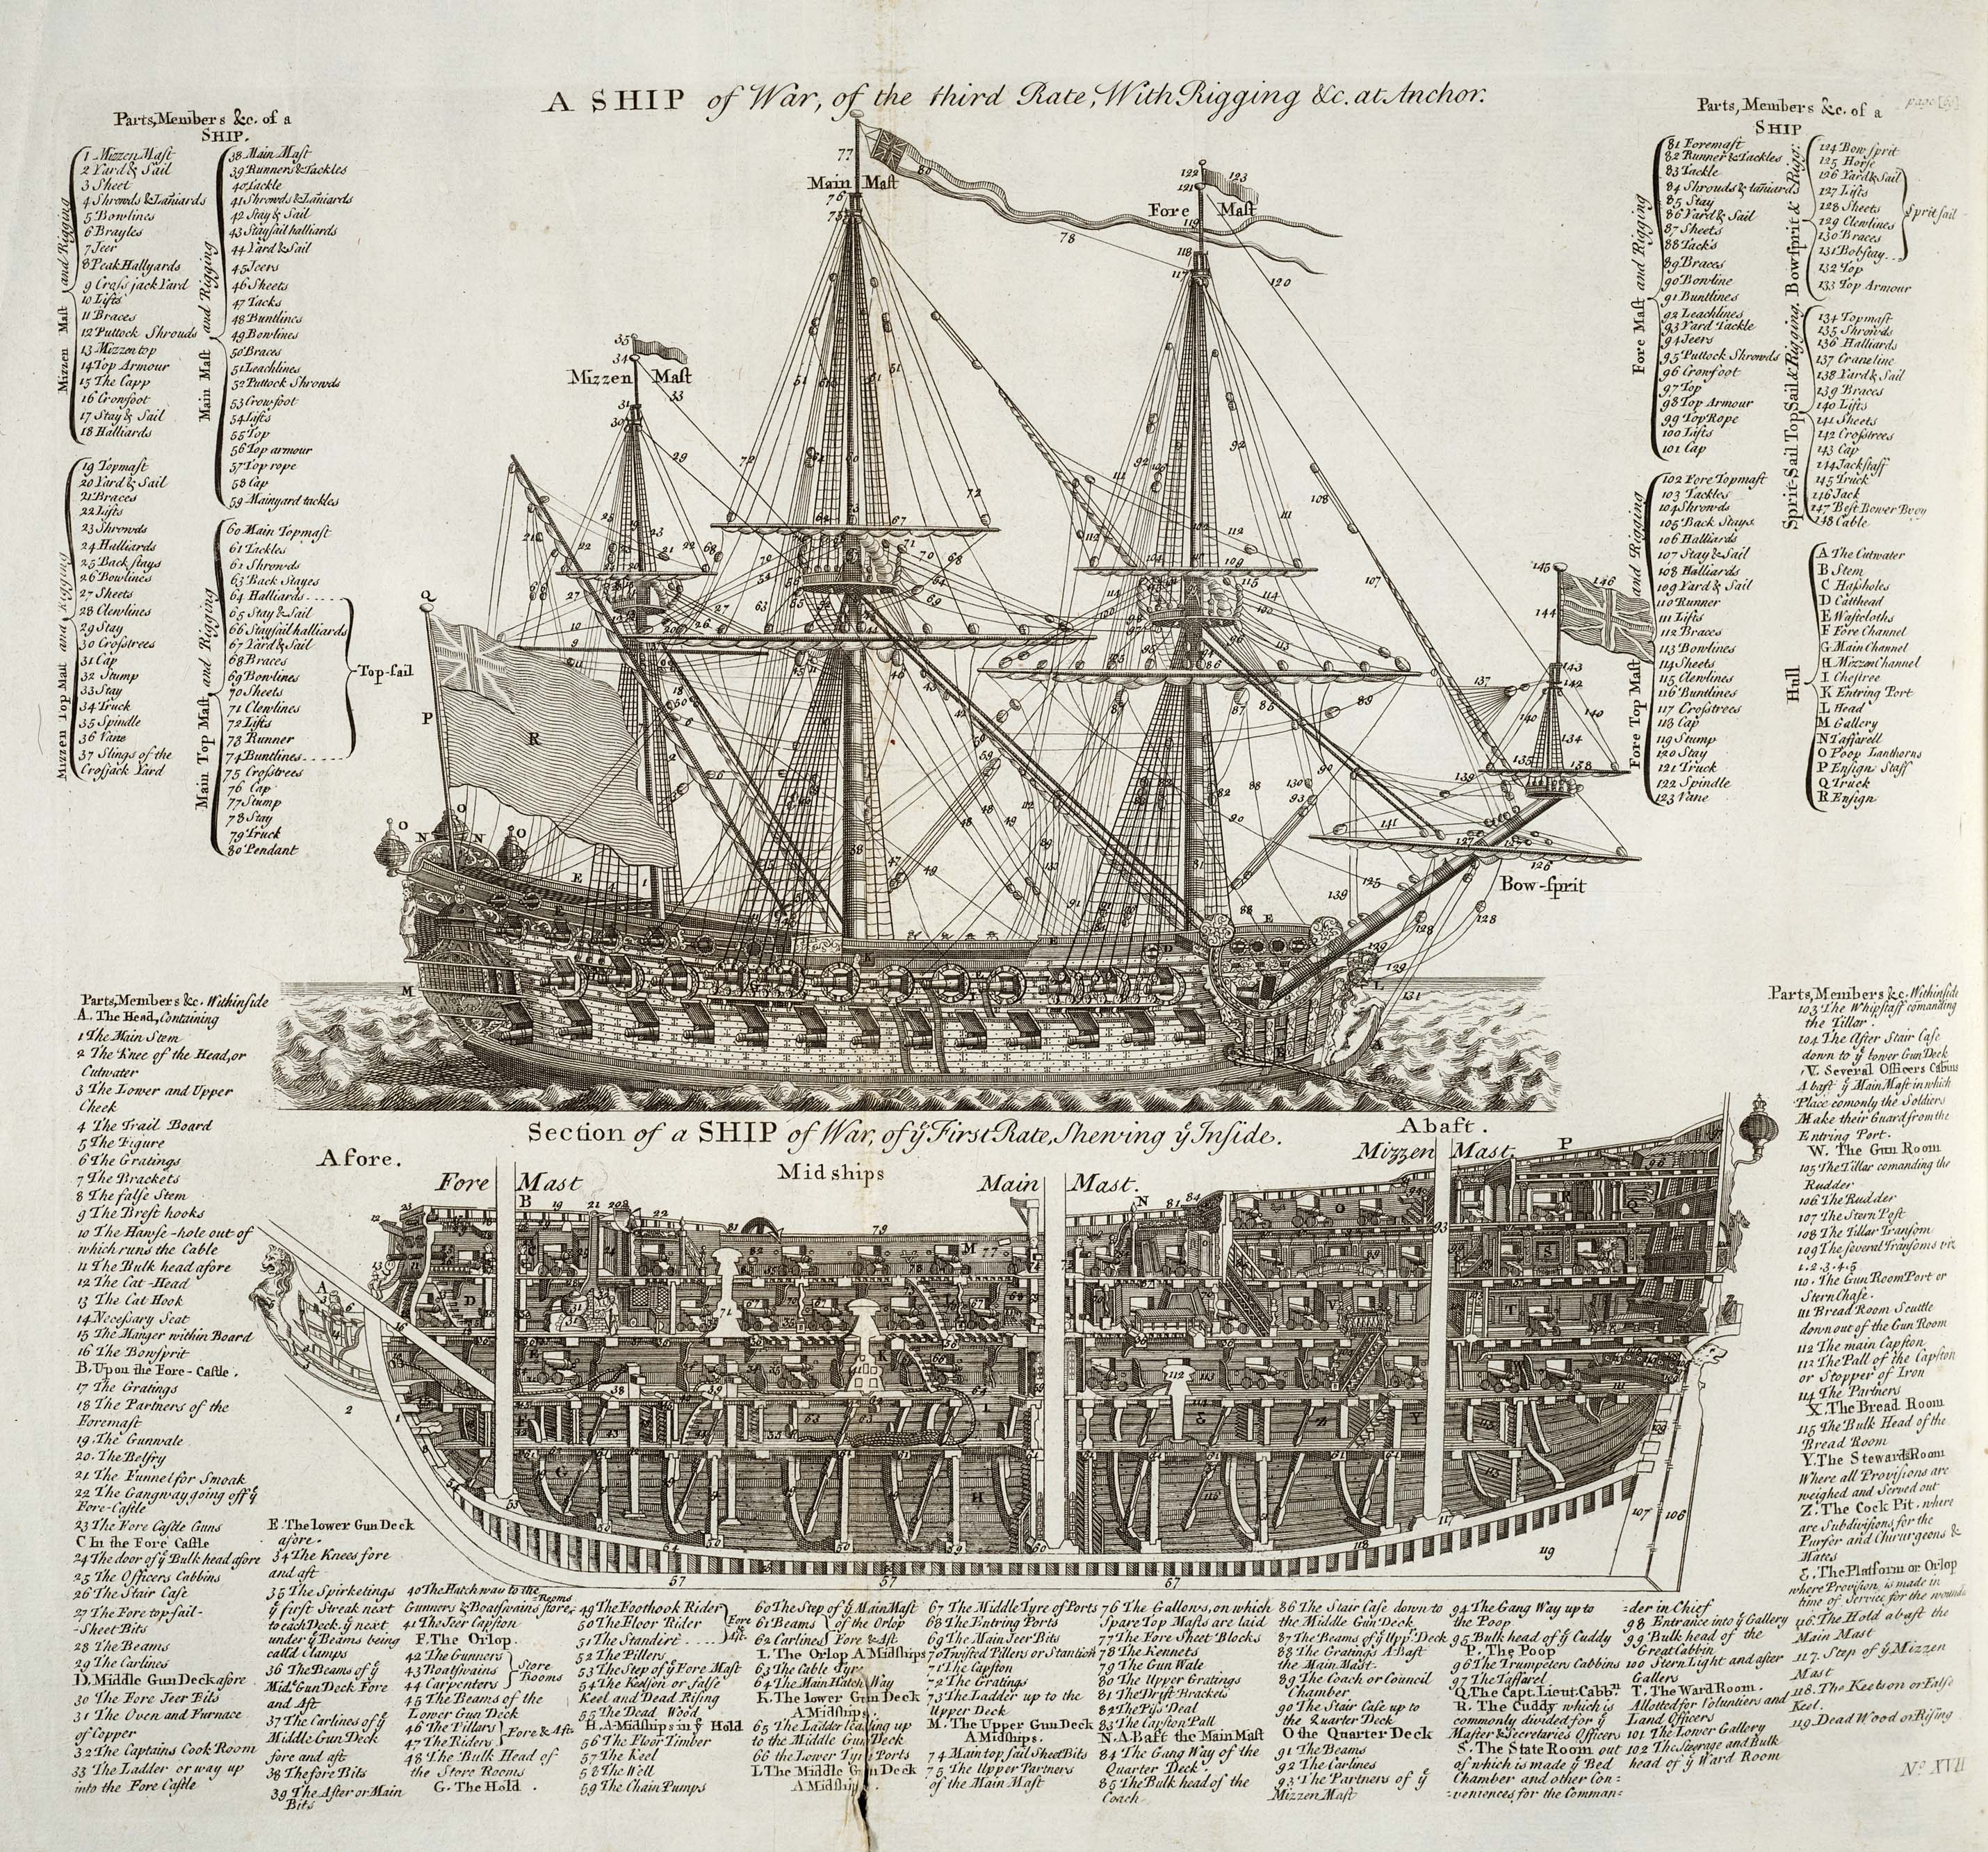 A SHIP of War, of the third Rate, With Rigging &c. at Anchor.
Parts, Members &c. of a
SHIP.
Mizzen Mast and Rigging
1 Mizzen Mast
2 Yard & Sail
3 Sheet
4 Shrowds & Laniards
5 Bowlines
6 Brayles
7 Jeer
8 Peak Hallyards
9 Crass jack Yard
10 Lifts
11 Braces
12 Puttock Shrouds
13 Mizzen top
14 Top Armour
15 The Capp
16 Crowfoot
17 Stay & Sail
18 Halliards
Mizzen Top Mast and Rigging
19 Topmast
20 Yard & Sail
21 Braces
22 Lifts
23 Shrowds
24 Halliards
25 Back stays
26 Bowlines
27 Sheets
28 Clewlines
29 Stay
30 Crosstrees
31 Cap
32 Stump
33 Stay
34 Truck
35 Spindle
36 Vane
37 Slings of the
Crossjack Yard
Main Mast and Rigging
38 Main Mast
39 Runners & Tackles
40 Tackle
41 Shrowds & Laniards
42 Stay & Sail
43 Staysail halliards
44 Yard & Sail
45 Jeers
46 Sheets
47 Tacks
48 Buntlines
49 Bowlines
50 Braces
51 Leachlines
52 Puttock Shrowds
53 Crowfoot
54 Lifts
55 Top
56 Top armour
57 Top rope
58 Cap
59 Mainyard tackles
Main Top Mast and Rigging
60 Main Topmast
61 Tackles
61 Shrowds
63 Back Stayes
64 Halliards
65 Stay & Sail
66 Staysail halliards
67 Yard & Sail
68 Braces
69 Bowlines
70 Sheets
71 Clewlines
72 Lifts
73 Runner
74 Buntlines
Top-sail
75 Crosstrees
76 Cap
77 Stump
78 Stay
79 Truck
80 Pendant
Parts, Members &c. of a
SHIP
page [53]
Fore Mast and Rigging
81 Foremast
82 Runner & Tackles
83 Tackle
84 Shrouds & taniards
85 Stay
86 Yard & Sail
87 Sheets
88 Tack's
89 Braces
90 Bowline
91 Buntlines
92 Leachlines
93 Yard Tackle
94 Jeers
95 Puttock Shrowds
96 Crowfoot
97 Top
98 Top Armour
99 Top Rope
100 Lifts
101 Cap
Fore Top Mast and Rigging
102 Fore Topmast
103 Tackles
104 Shrowds
105 Back Stays
106 Halliards
107 Stay & Sail
108 Halliards
109 Yard & Sail
110 Runner
111 Lifts
112 Braces
113 Bowlines
114 Sheets
115 Clewlines
116 Buntlines
117 Crosstrees
118 Cap
119 Stump
120 Stay
121 Truck
122 Spindle
123 Vane
Bowsprit & Rigg:
124 Bow sprit
125 Horse
126 Yard & Sail
127 Lifts
128 Sheets
129 Clewlines
130 Braces
131 Bobstay
Sprit sail
132 Top
133 Top Armour
Sprit-Sail Top Sail & Rigging.
134 Topmast
135 Shrowds
136 Halliards
137 Craneline
138 Yard & Sail
139 Braces
140 Lifts
141 Sheets
142 Crosstrees
143 Cap
144 Jackstaff
145 Truck
146 Jack
147 Best Bower Bvoy
148 Cable
Hull
A The Cutwater
B Stem
C Hassholes
D Catthead
E Wastcloths
F Fore Channel
G Main Channel
H Mizzen Channel
I Chestree
K Entring Port
L Head
M Gallery
N Taffarell
O Poop Lanthorns
P Ensign Staff
Q Truck
R Ensign
Main Mast
Fore Mast
Mizzen Mast
Bow-sprit
Section of a SHIP of War, of yͤ First Rate, Shewing yͤ Inside.
Afore.
Midships
Abaft.
Fore Mast
Main Mast.
Mizzen Mast.
Parts, Members &c. Withinside
A. The Head, Containing
1 The Main Stem
2 The Knee of the Head, or
Cutwater
3 The Lower and Upper
Cheek
4 The Trail Board
5 The Figure
6 The Gratings
7 The Brackets
8 The false Stem
9 The Brest hooks
10 The Hawse-hole out of
which runs the Cable
11 The Bulk head afore
12 The Cat-Head
13 The Cat Hook
14 Necessary Seat
15 The Manger within Board
16 The Bowsprit
B. Upon the Fore-Castle.
17 The Gratings
18 The Partners of the
Foremast
19. The Gunwale
20. The Belfry
21 The Funnel for Smoak
22 The Gangway going off yͤ
Fore-Castle
23 The Fore Castle Guns
C In the Fore Castle
24 The door of yͤ Bulk head afore
25 The Officers Cabbins
26 The Stair Case
27 The Fore top-sail-
-Sheet Bits
28 The Beams
29 The Carlines
D. Middle Gun Deck afore
30 The Fore Jeer Bits
31 The Oven and Furnace
of Copper
32 The Captains Cook Room
33 The Ladder or way up
into the Fore Castle
E. The lower Gun Deck
afore.
34 The Knees fore
and aft
35 The Spirketings
yͤ first Streak next
to each Deck, yͤ next
under yͤ Beams being
calld Clamps
36 The Beams of yͤ
Midͤ Gun Deck Fore
and Aft
37 The Carlines of yͤ
Middle Gun Deck
fore and aft
38 The fore Bits
39 The After or Main
Bits
40 The Hatch way to the
Gunners & Boatswains store Rooms
41 The Jeer Capston
F. The Orlop.
42 The Gunners
43 Boatswains
44 Carpenters
Store
Rooms
45 The Beams of the
Lower Gun Deck
46 The Pillars
47 The Riders
Fore & Aft
48 The Bulk Head of
the Store Rooms
G. The Hold.
49 The Foothook Rider
50 The Floor Rider
51 The Standert
Fore &
Aft.
52 The Pillers
53 The Step of yͤ Fore Mast
54 The Keelson or false
Keel and Dead Rising
55 The Dead Wood
H. A Midships in yͤ Hold
56 The Floor Timber
57 The Keel
58 The Well
59 The Chain Pumps
60 The Step of yͤ Main Mast
61 Beams
62 Carlines
of the Orlop
Fore & Aft
I. The Orlop A Midships
63 The Cable Tyre
64 The Main Hatch Way
K. The lower Gun Deck
A Midships.
65 The Ladder leading up
to the Middle Gun Deck
66 the Lower Tyre Ports
L The Middle Gun Deck
A Midships
67 The Middle Tyre of Ports
68 The Entring Ports
69 The Main Jeer Bits
70 Twisted Pillers or Stantion
71 The Capston
72 The Gratings
73 The Ladder up to the
Upper Deck
M. The Upper Gun Deck
A Midships.
74 Main top sail Sheet Bits
75 The Upper Partners
of the Main Mast
76 The Gallows, on which
spare Top Masts are laid
77 The Fore Sheet Blocks
78 The Kennets
79 The Gun Wale
80 The Upper Gratings
81 The Drift Brackets
82 The Piss Deal
83 The Capston Pall
N. A Baft the Main Mast
84 The Gang Way of the
Quarter Deck.
85 The Bulk head of the
Coach
86 The Stair Case down to
the Middle Gun Deck
87 The Beams of yͤ Uppͬ Deck
88 The Gratings A Baft
the Main Mast.
89 The Coach or Council
Chamber
90 The Stair Case up to
the Quarter Deck
O the Quarter Deck
91 The Beams
92 The Carlines
93 The Partners of yͤ
Mizzen Mast
94 The Gang Way up to
the Poop
95 Bulk head of yͤ Cuddy
P. The Poop
96 The Trumpeters Cabbins
97 The Taffarel
Q. The Capt. Lieut. Cabbⁿ
R. The Cuddy which is
commonly divided for yͤ
Master & Secretaries Officers
S. The State Room out
of which is made yͤ Bed
Chamber and other Con=
=veniences for the Comman=
=der in Chief
98 Entrance into yͤ Gallery
99 Bulk head of the
Great Cabbin
100 Stern Light and after
Gallers
T. The Ward Room.
Allotted for Voluntiers and
Land Officers
101 The Lower Gallery
102 The Steerage and Bulk
head of yͤ Ward Room
Parts, Members &c. Withinside
103 The Whipstaff comanding
the Tillar.
104 The After Stair Case
down to yͤ lower Gun Deck
V. Several Officers Cabins
A baft yͤ Main Mast in which
Place comonly the Soldiers
Make their Guard from the
Entring Port.
W. The Gun Room
105 The Tillar comanding the
Rudder
106 The Rudder
107 The Stern Post
108 The Tillar Transom
109 The several Transoms viz
1. 2. 3. 4. 5
110. The Gun Room Port or
Stern Chase.
111 Bread Room Scuttle
down out of the Gun Room
112 the main Capston.
112 The Pall of the Capston
or Stopper of Iron
114 The Partners
X. The Bread Room
115 The Bulk Head of the
Bread Room
Y. The Steward Room
Where all Provisions are
weighed and Served out
Z. The Cock Pit. where
are Subdivisions for the
Purser and Chirurgeons &
Mates
Ɛ. The Platform or Orlop
where Provision is made in
time of Service for the wounds
116. The Hold abaft the
Main Mast
117. Step of yͤ Mizzen
Mast
118. The Keelson or False
Keel.
119 Dead Wood or Rising
Nº XVII